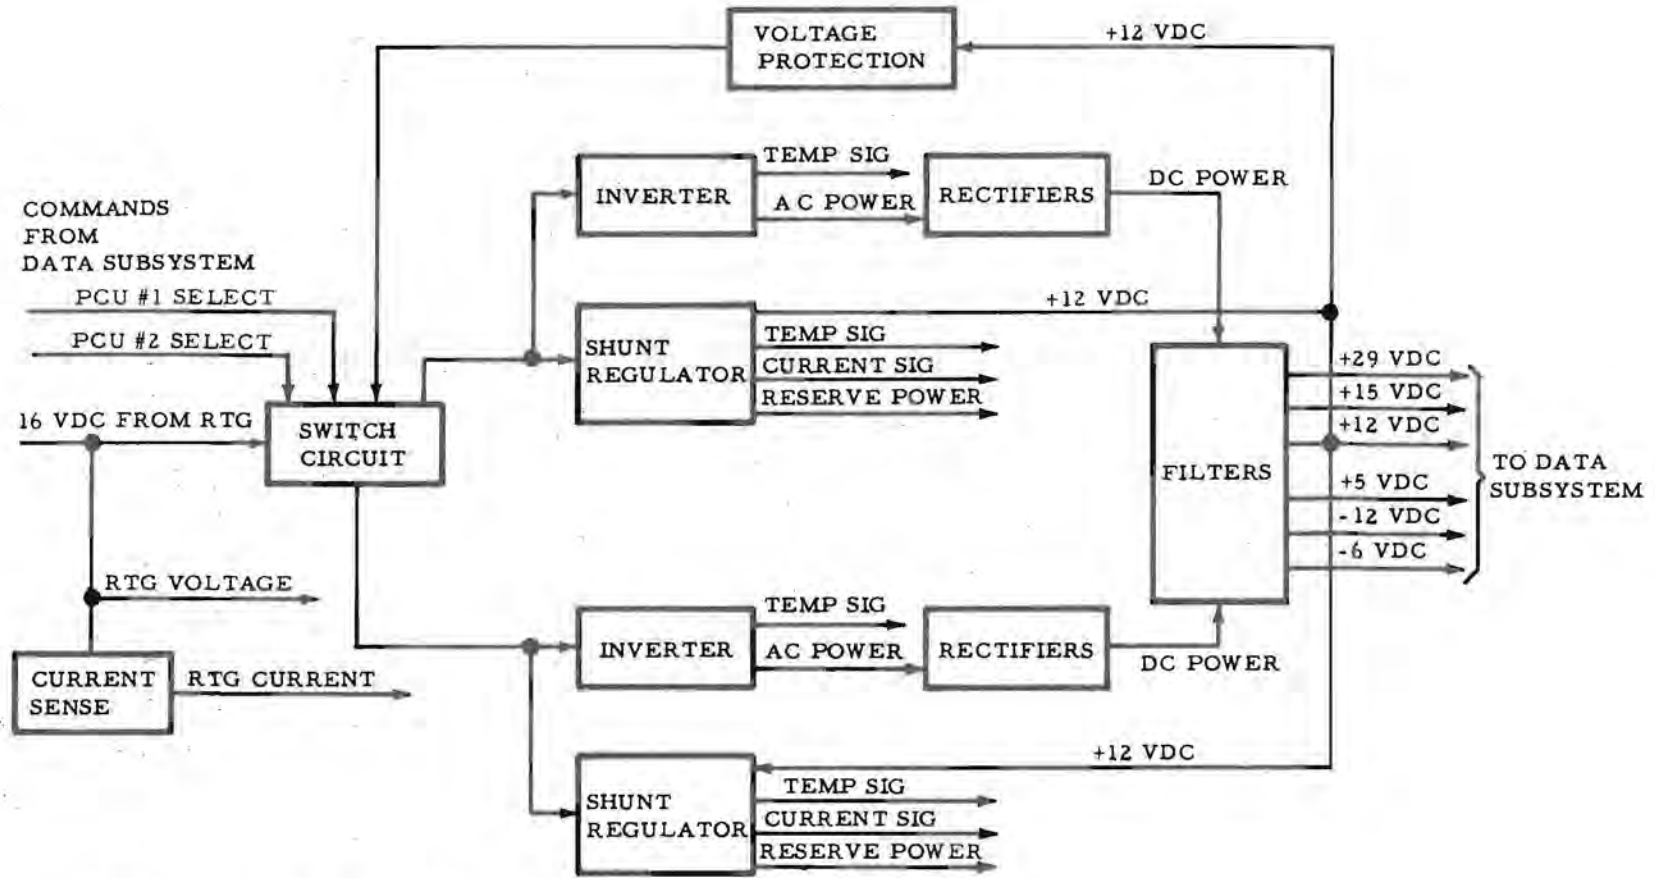 VOLTAGE
PROTECTION
+12 VDC
TEMP SIG
INVERTER
AC POWER
RECTIFIERS
DC POWER
COMMANDS
FROM
DATA SUBSYSTEM
PCU #1 SELECT
PCU #2 SELECT
+12 VDC
SHUNT
REGULATOR
TEMP SIG
CURRENT SIG
RESERVE POWER
16 VDC FROM RTG
SWITCH
CIRCUIT
FILTERS
+29 VDC
+15 VDC
+12 VDC
+5 VDC
-12 VDC
-6 VDC
TO DATA
SUBSYSTEM
RTG VOLTAGE
CURRENT
SENSE
RTG CURRENT
INVERTER
TEMP SIG
AC POWER
RECTIFIERS
DC POWER
+12 VDC
SHUNT
REGULATOR
TEMP SIG
CURRENT SIG
RESERVE POWER